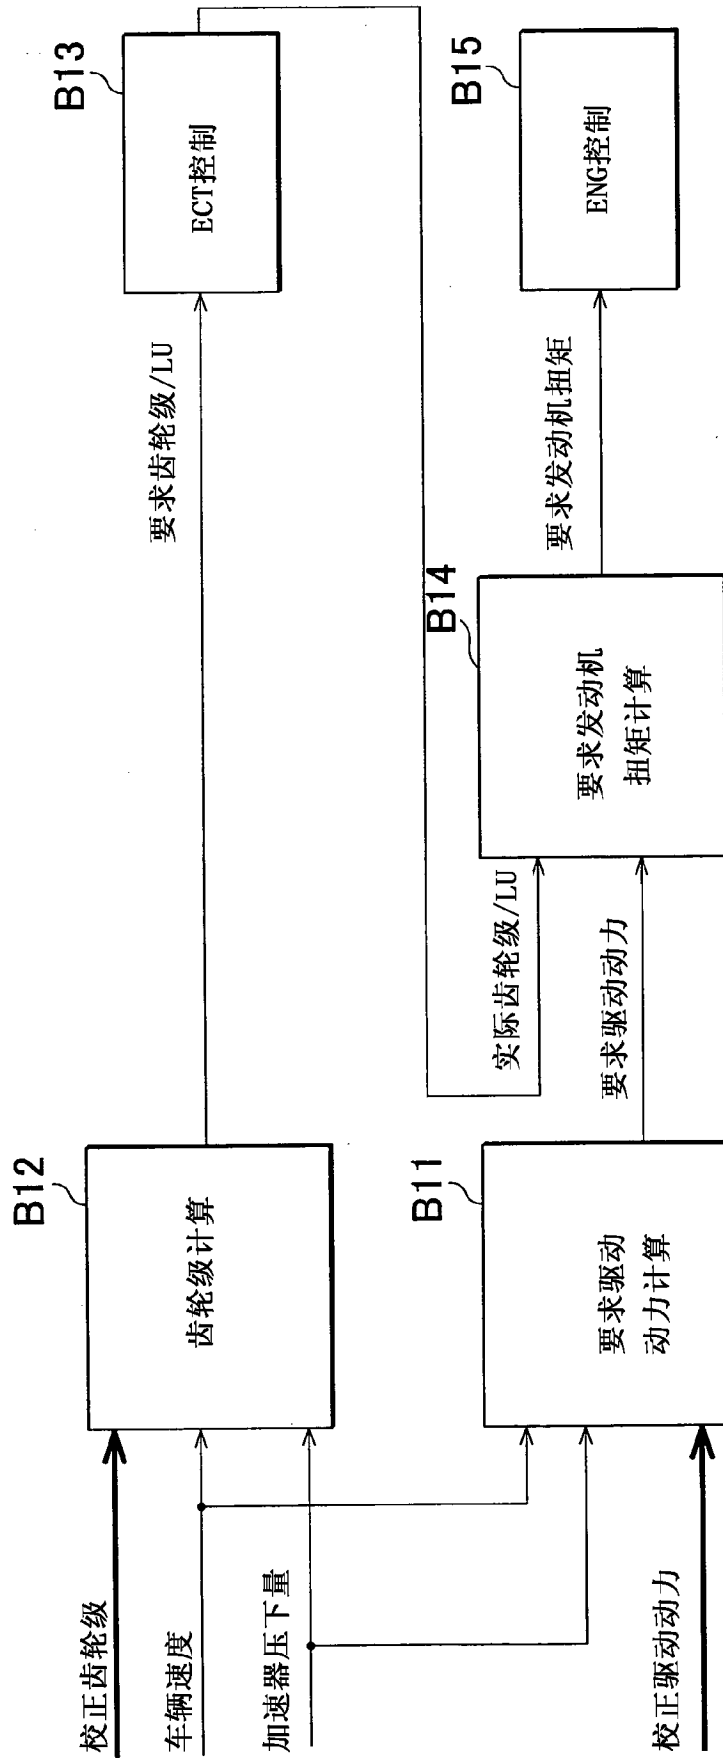 校正齿轮级
车辆速度
加速器压下量
校正驱动动力
B12
齿轮级计算
B11
要求驱动
动力计算
要求齿轮级/LU
实际齿轮级/LU
要求驱动动力
B14
要求发动机
扭矩计算
要求发动机扭矩
B13
ECT控制
B15
ENG控制